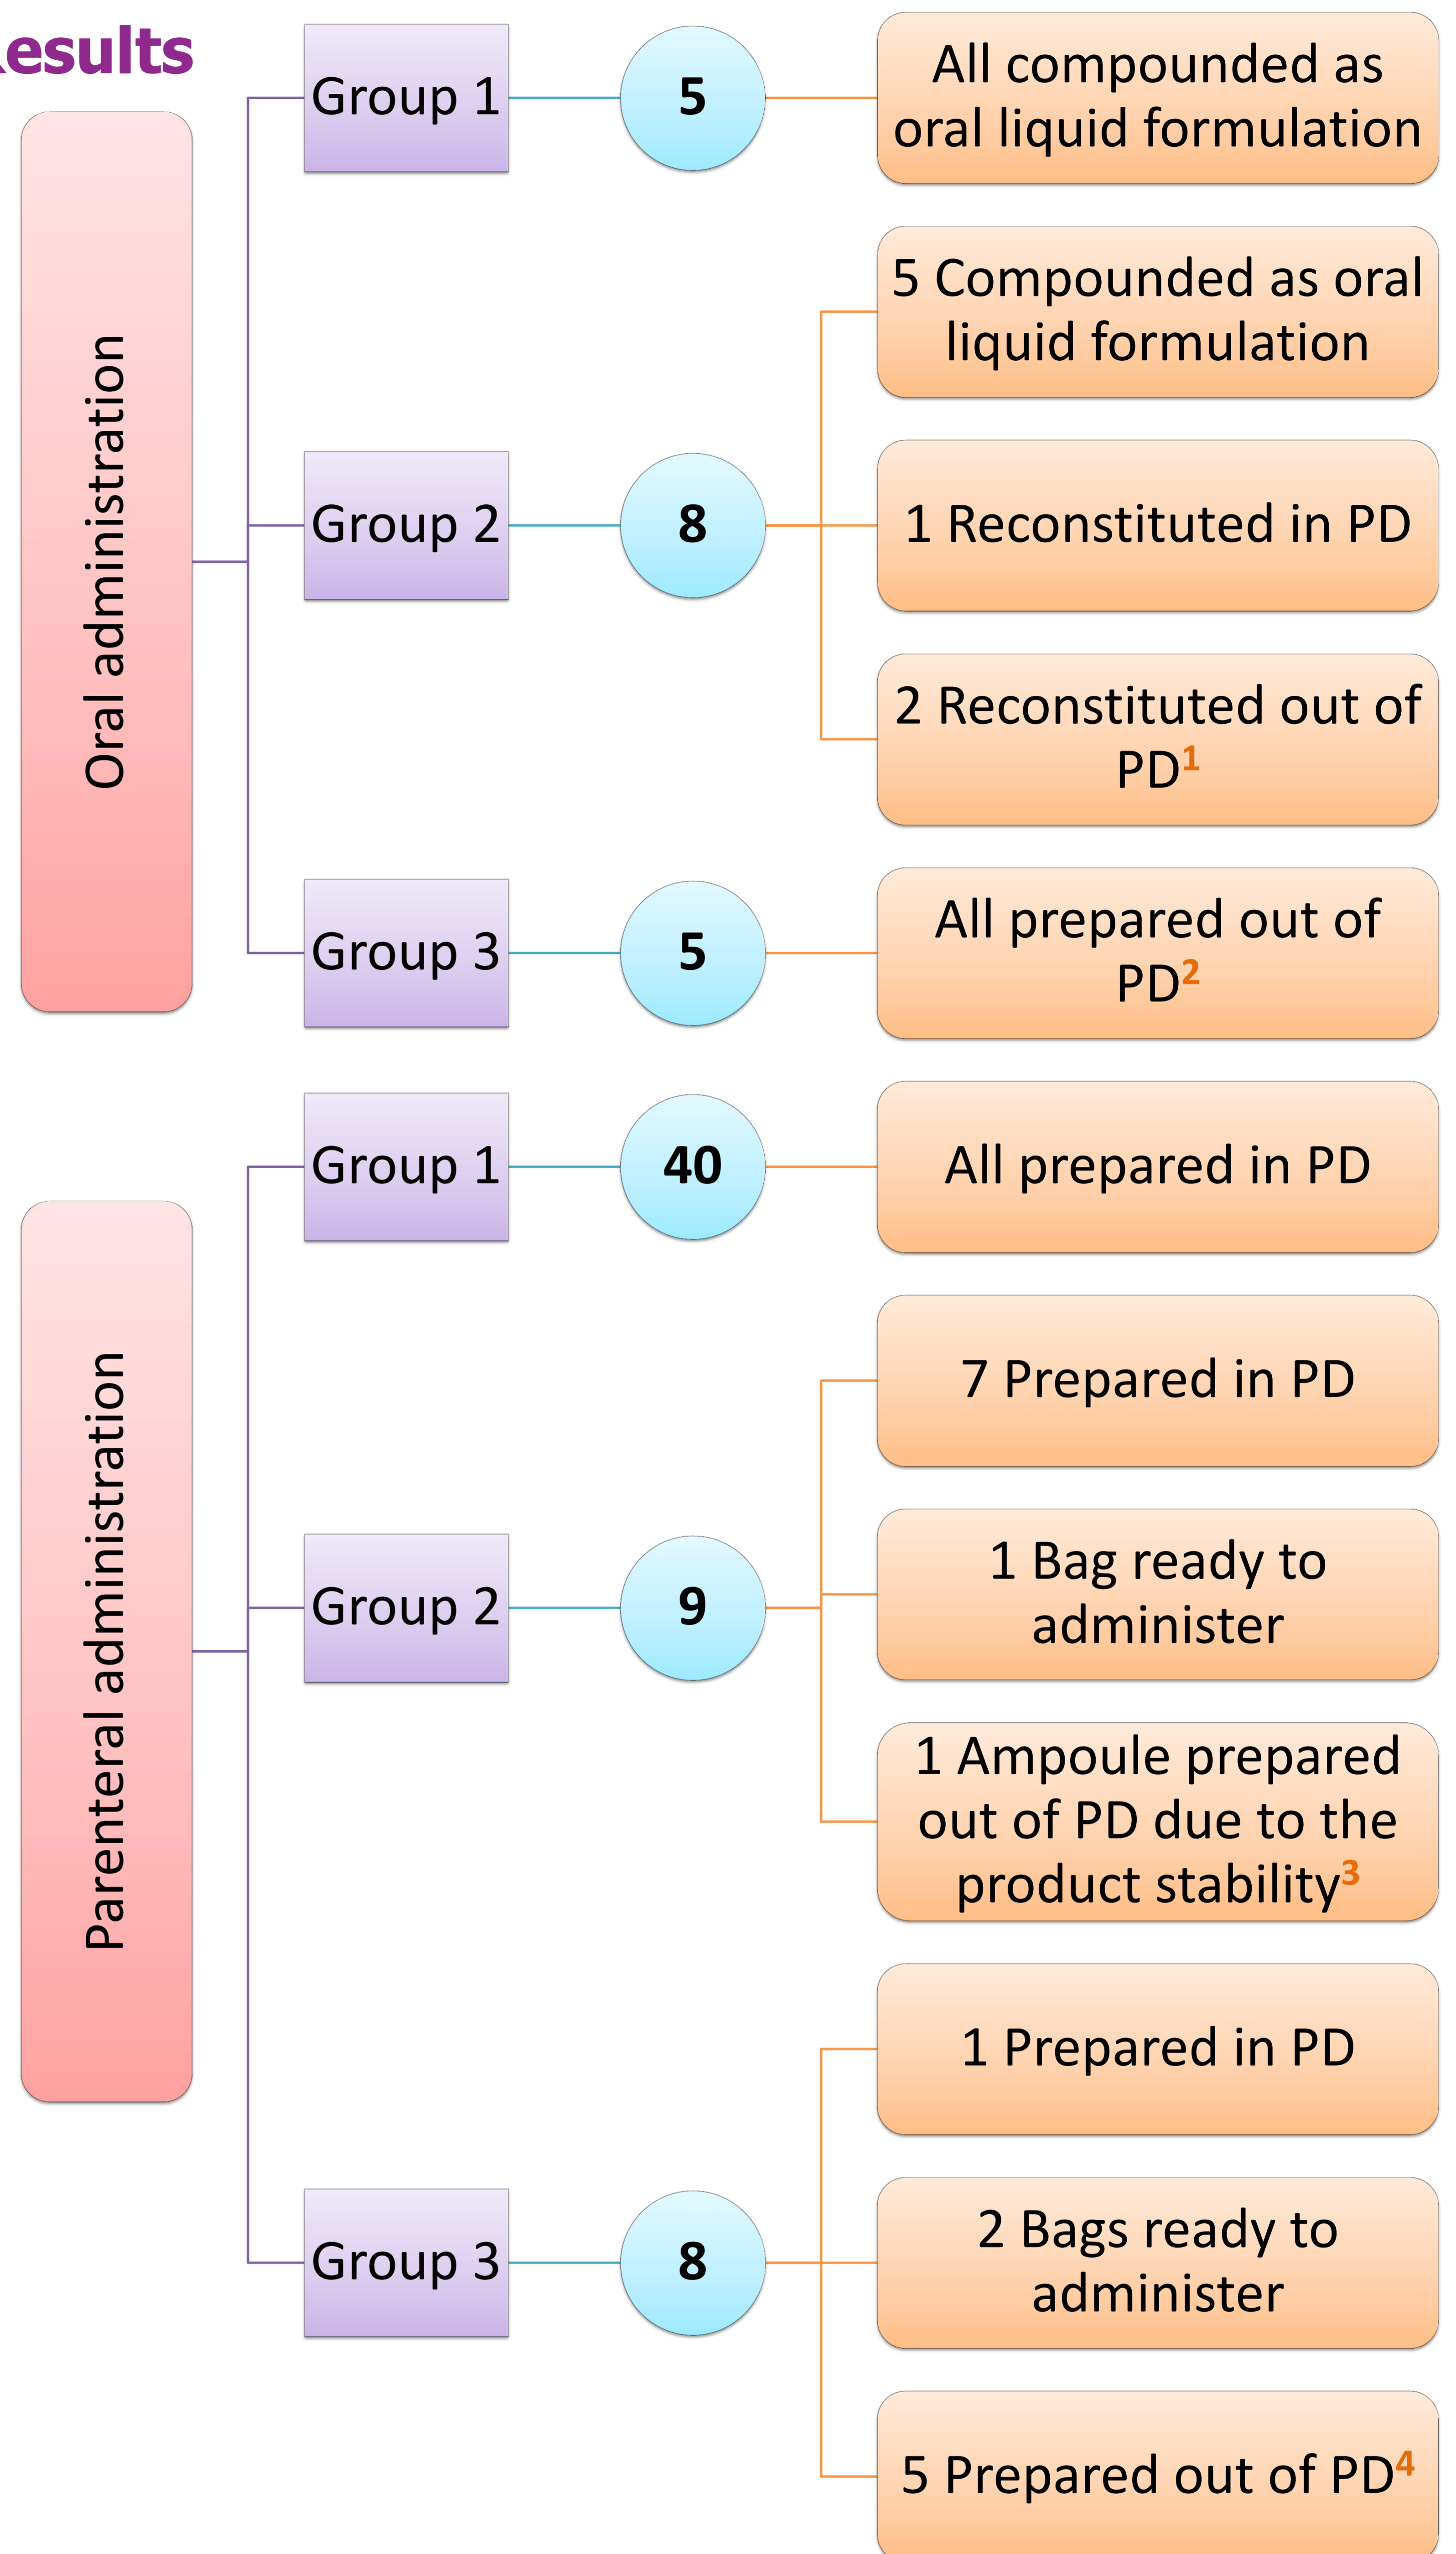 esults
Oral administration
Group 1
5
All compounded as
oral liquid formulation
Group 2
8
5 Compounded as oral
liquid formulation
1 Reconstituted in PD
2 Reconstituted out of
PD1
Group 3
5
All prepared out of
PD2
Parenteral administration
Group 1
40
All prepared in PD
Group 2
9
7 Prepared in PD
1 Bag ready to
administer
1 Ampoule prepared
out of PD due to the
product stability3
Group 3
8
1 Prepared in PD
2 Bags ready to
administer
5 Prepared out of PD4